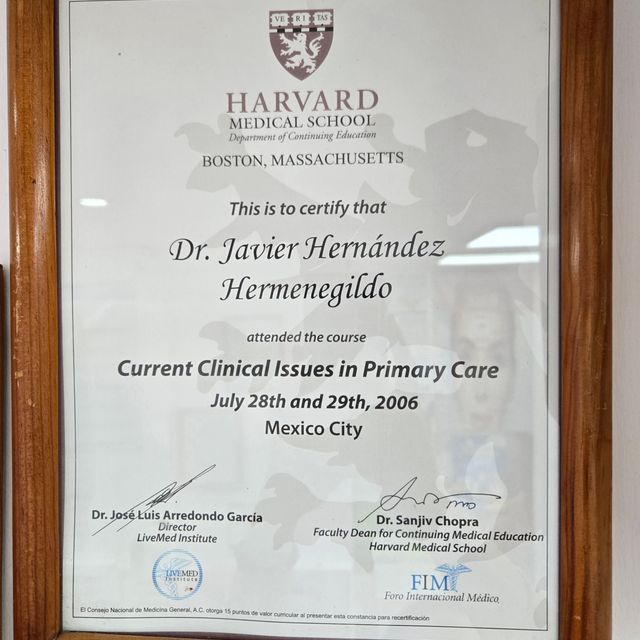 VE RI TAS
HARVARD
MEDICAL SCHOOL
Department of Continuing Education
BOSTON, MASSACHUSETTS
This is to certify that
Dr. Javier Hernández
Hermenegildo
attended the course
Current Clinical Issues in Primary Care
July 28th and 29th, 2006
Mexico City
Dr. José Luis Arredondo García
Director
LiveMed Institute
Dr. Sanjiv Chopra
Faculty Dean for Continuing Medical Education
Harvard Medical School
LIVEMED
Institute
FIM
Foro Internacional Médico
El Consejo Nacional de Medicina General, A.C. otorga 15 puntos de valor curricular al presentar esta constancia para recertificación